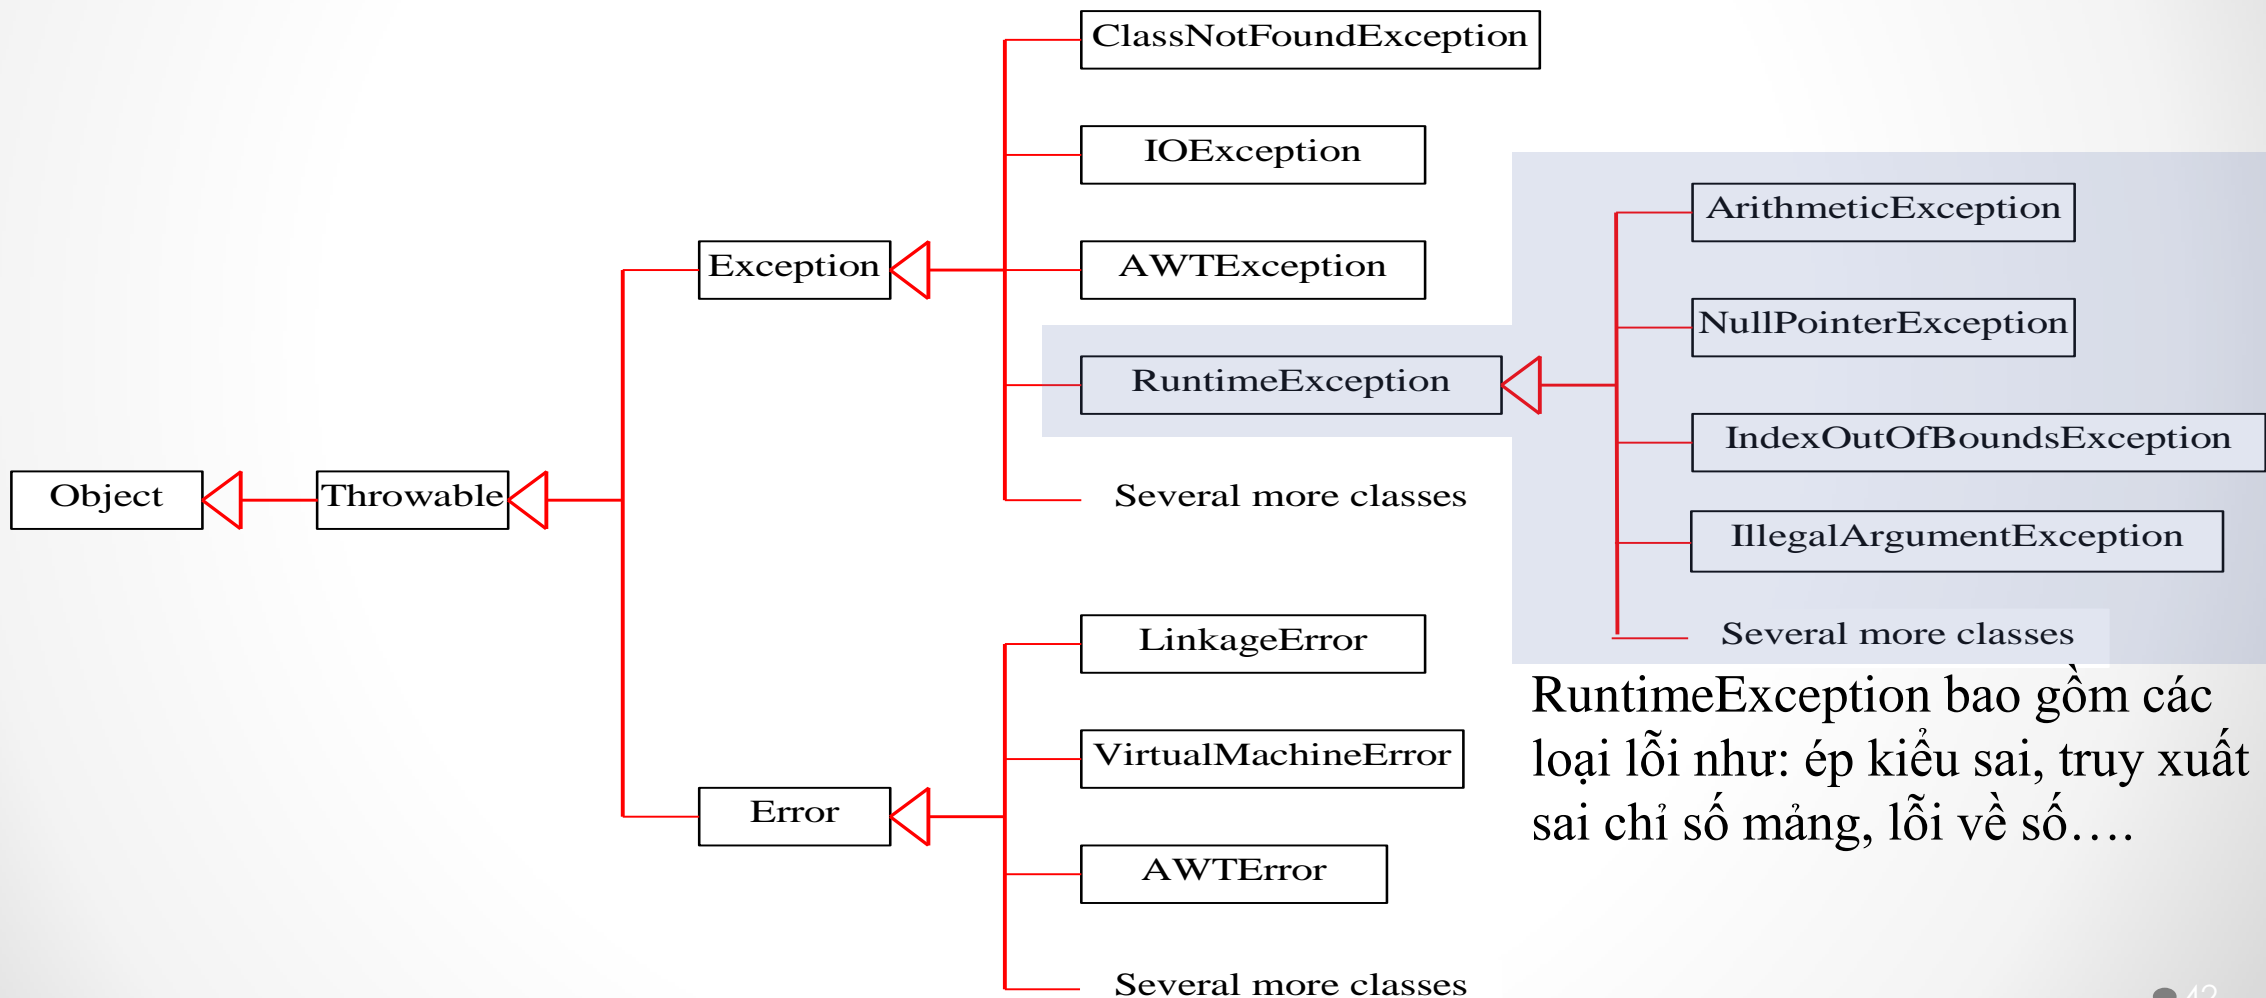 ClassNotFoundException
IOException
ArithmeticException
Exception
AWTException
NullPointerException
RuntimeException
IndexOutOfBoundsException
Object
Throwable
Several more classes
IllegalArgumentException
LinkageError
Several more classes
RuntimeException bao gồm các
loại lỗi như: ép kiểu sai, truy xuất
sai chỉ số mảng, lỗi về số….
VirtualMachineError
Error
AWTError
Several more classes
42